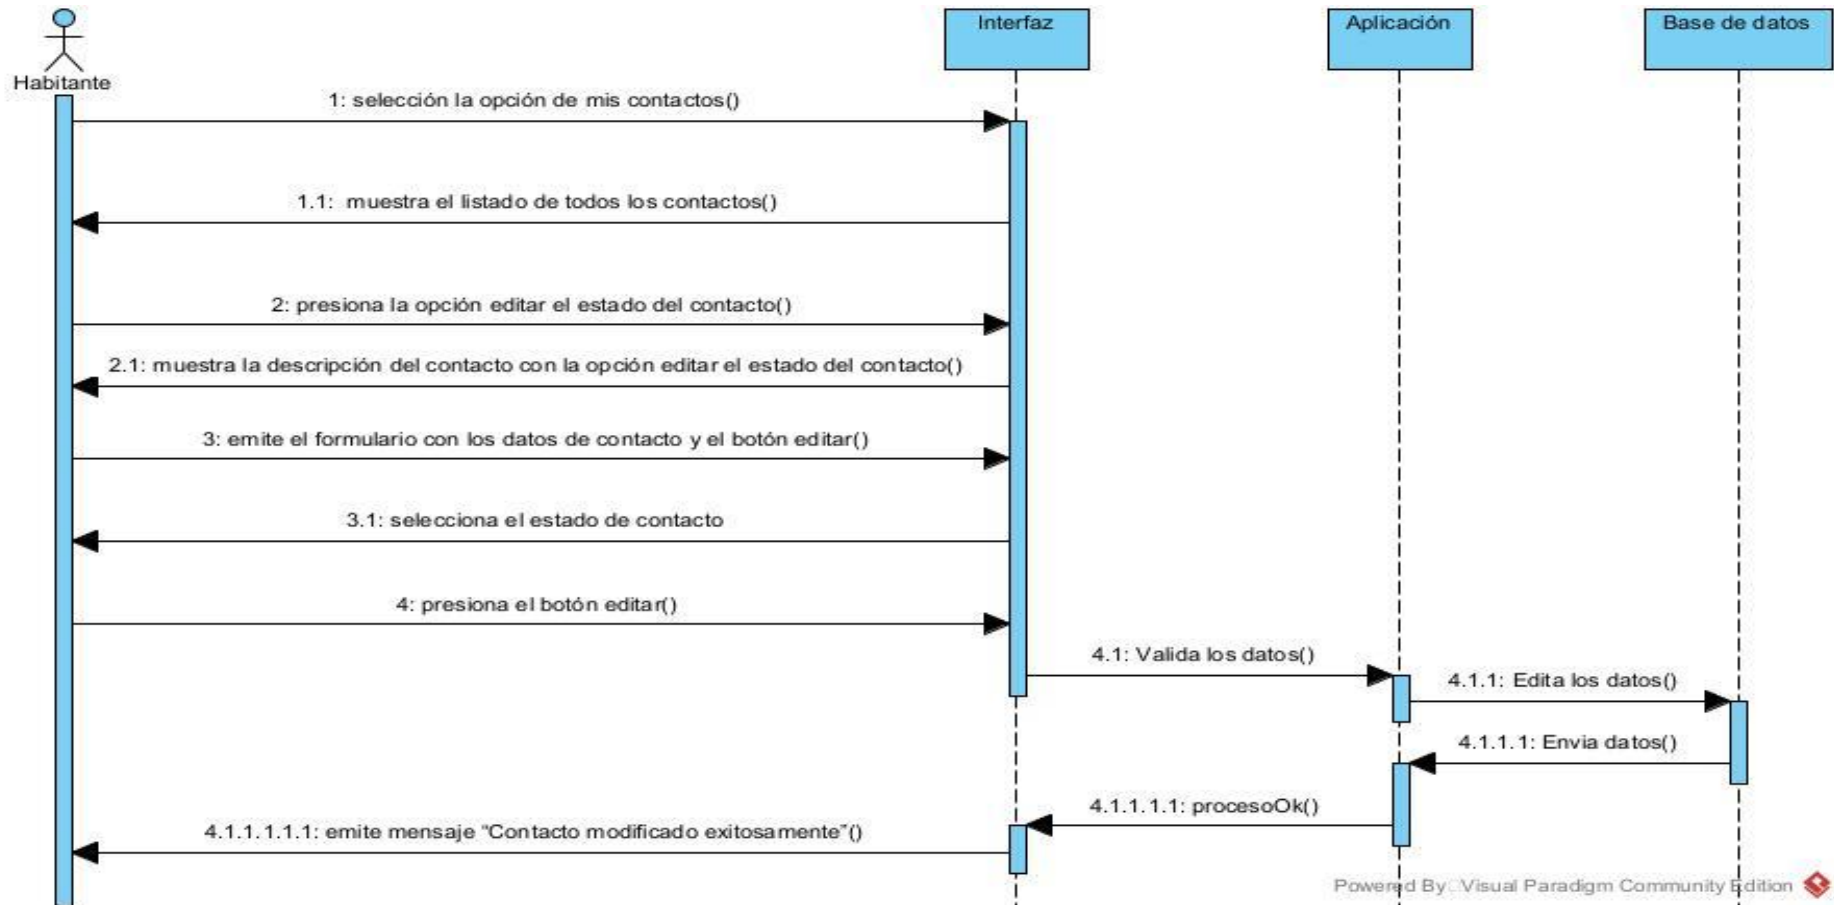 Interfaz
Aplicación
Base de datos
Habitante
1: selección la opción de mis contactos()
1.1: muestra el listado de todos los contactos()
2: presiona la opción editar el estado del contacto()
2.1: muestra la descripción del contacto con la opción editar el estado del contacto()
3: emite el formulario con los datos de contacto y el botón editar()
3.1: selecciona el estado de contacto
4: presiona el botón editar()
4.1: Valida los datos()
4.1.1: Edita los datos()
4.1.1.1: Envia datos()
4.1.1.1.1: procesoOk()
4.1.1.1.1.1: emite mensaje “Contacto modificado exitosamente”()
Powered By Visual Paradigm Community Edition